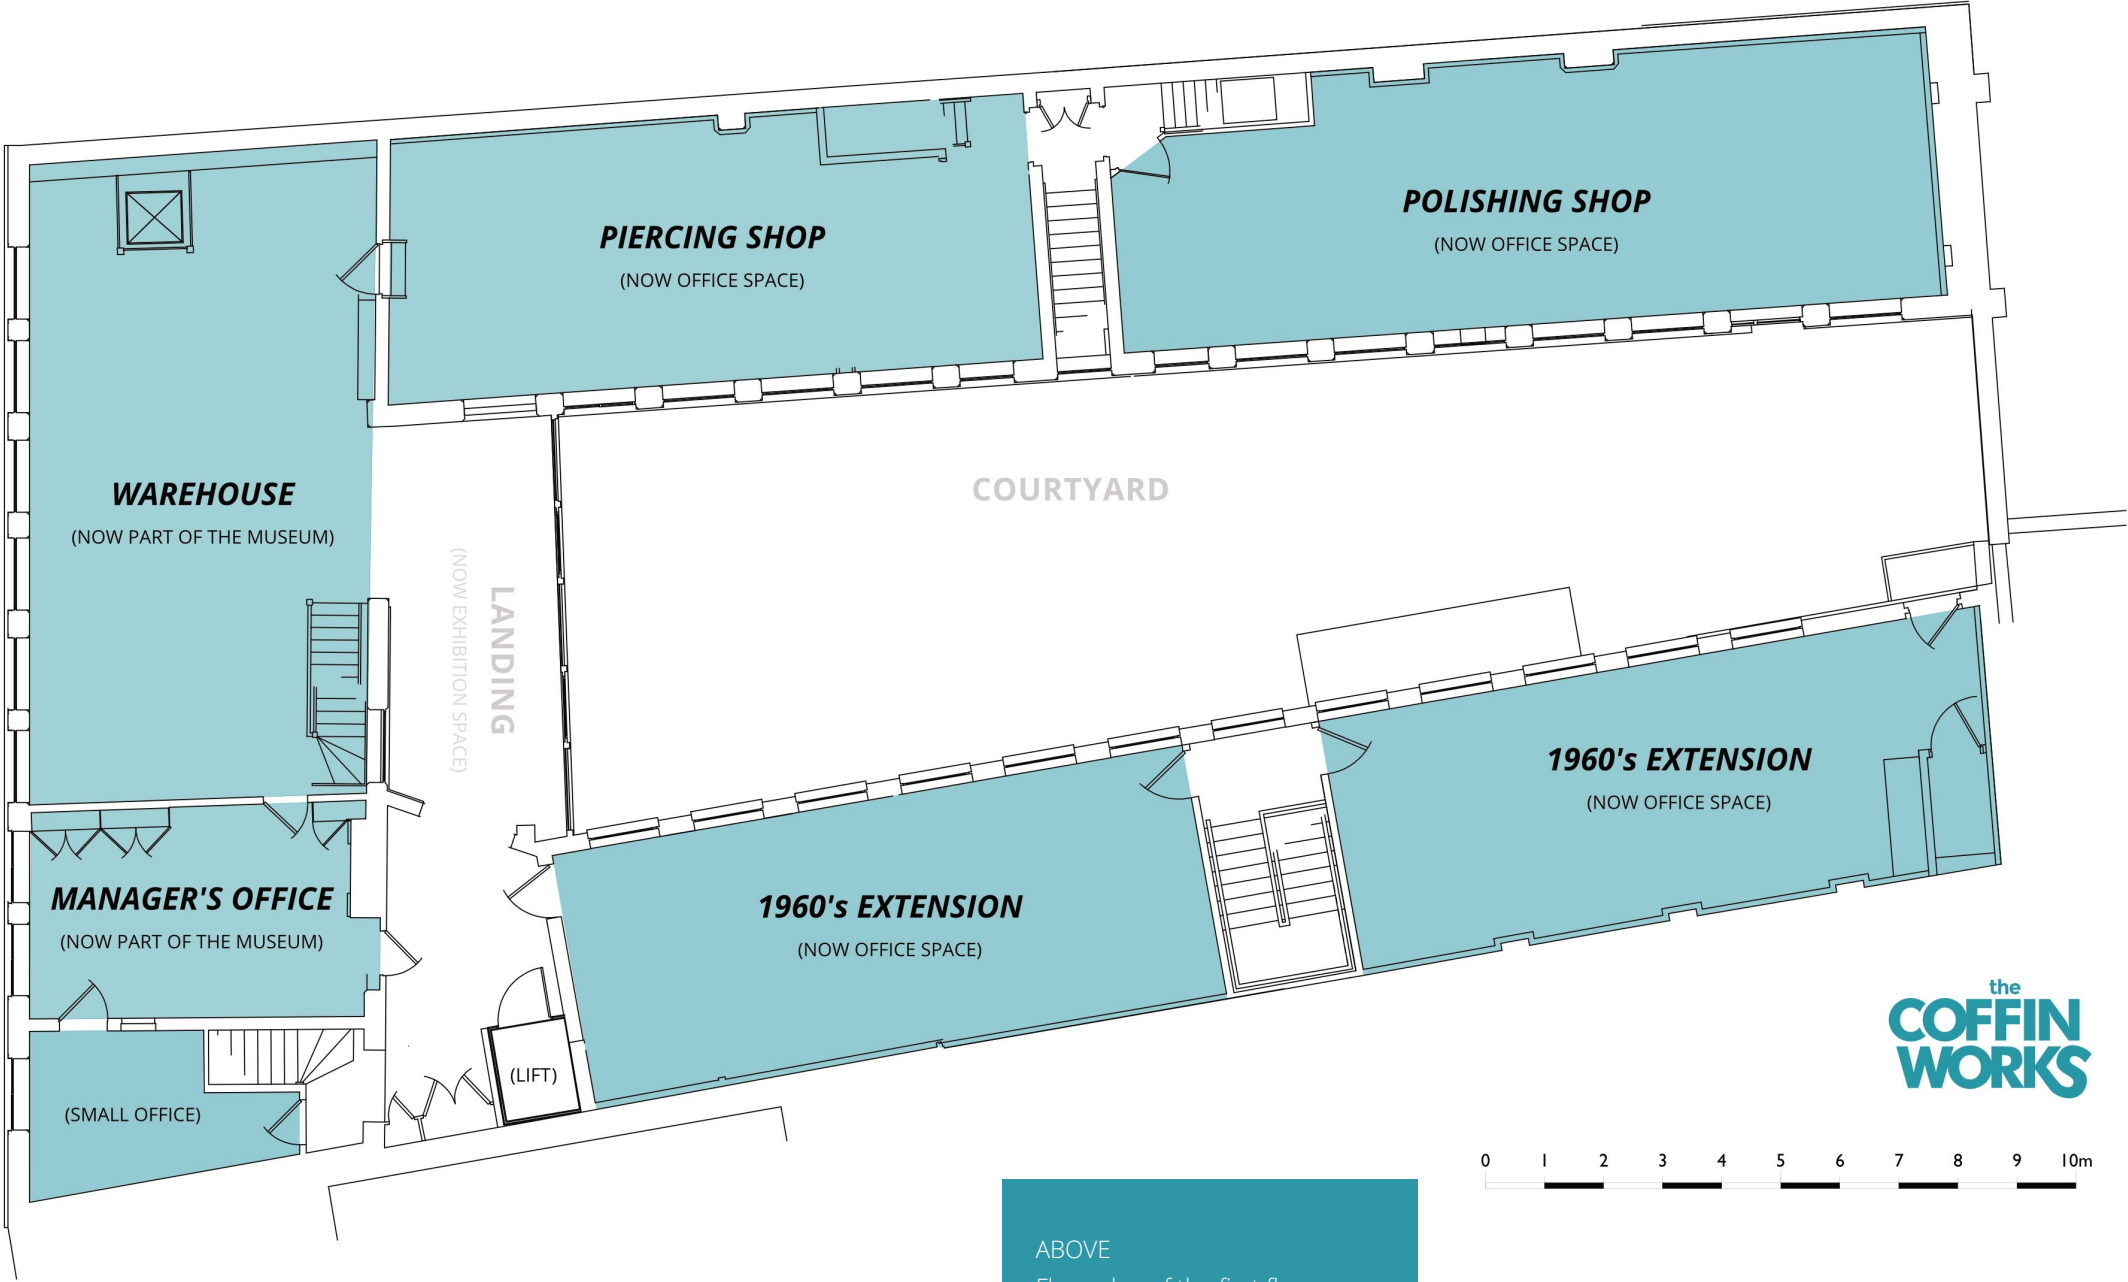 POLISHING SHOP
(NOW OFFICE SPACE)
PIERCING SHOP
(NOW OFFICE SPACE)
WAREHOUSE
(NOW PART OF THE MUSEUM)
COURTYARD
LANDING
(NOW EXHIBITION SPACE)
1960's EXTENSION
(NOW OFFICE SPACE)
MANAGER'S OFFICE
(NOW PART OF THE MUSEUM)
1960's EXTENSION
(NOW OFFICE SPACE)
(LIFT)
(SMALL OFFICE)
the
COFFIN
WORKS
0 1 2 3 4 5 6 7 8 9 10m
ABOVE